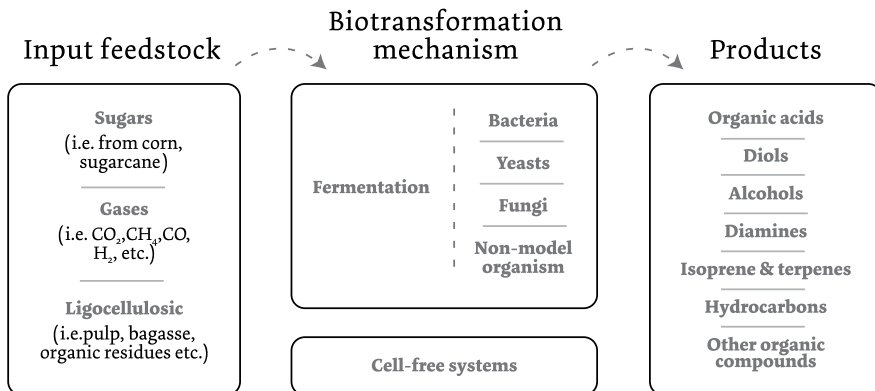 Input feedstock
Sugars
(i.e. from corn,
sugarcane)
Gases
(i.e. CO₂,CH₄,CO,
H₂, etc.)
Ligocellulosic
(i.e.pulp, bagasse,
organic residues etc.)
Biotransformation
mechanism
Fermentation
Bacteria
Yeasts
Fungi
Non-model
organism
Cell-free systems
Products
Organic acids
Diols
Alcohols
Diamines
Isoprene & terpenes
Hydrocarbons
Other organic
compounds